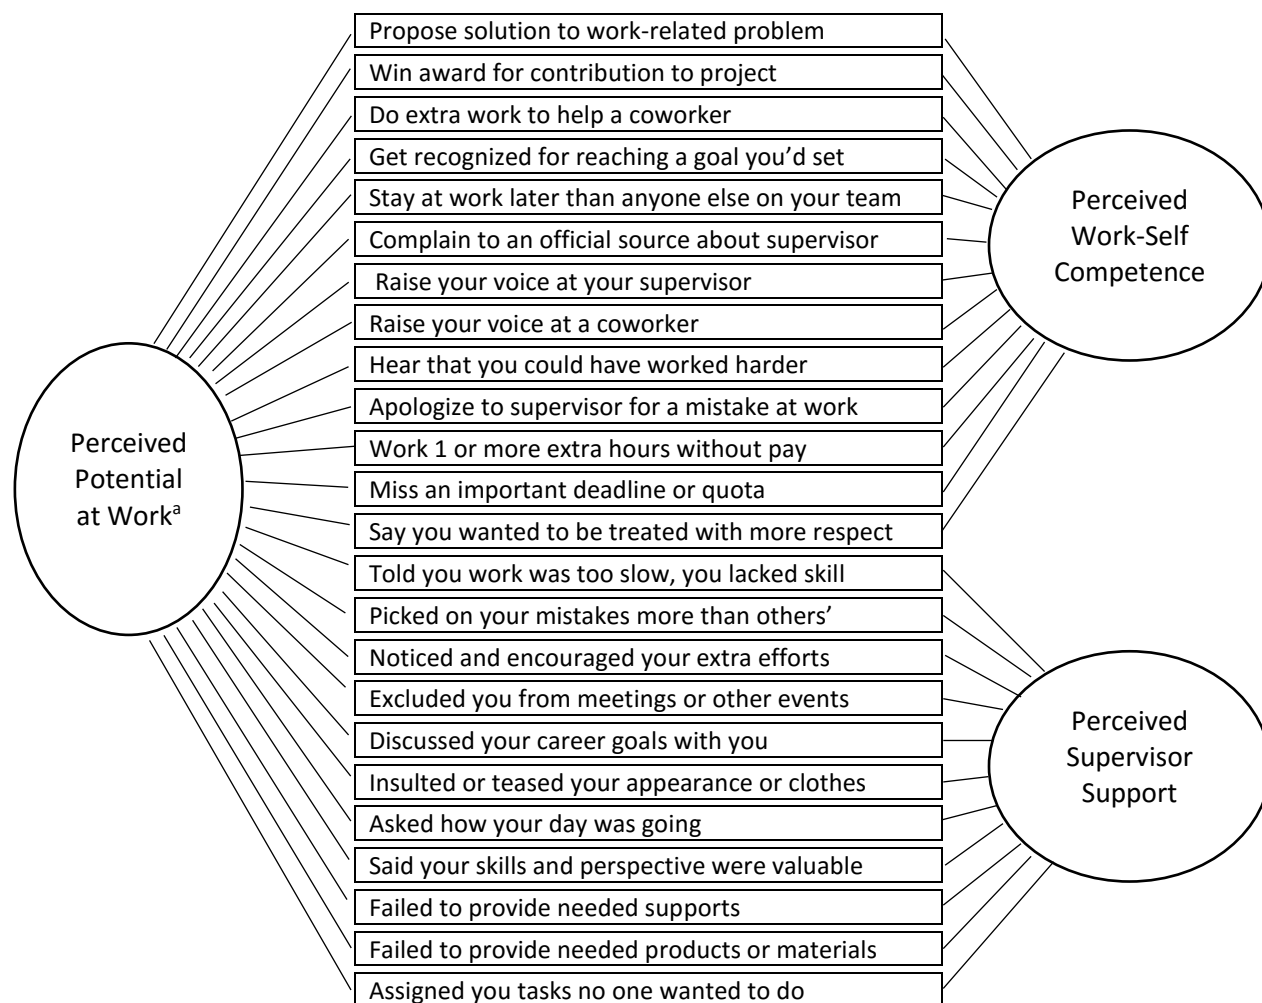 Propose solution to work-related problem
Win award for contribution to project
Do extra work to help a coworker
Get recognized for reaching a goal you’d set
Stay at work later than anyone else on your team
Complain to an official source about supervisor
Raise your voice at your supervisor
Raise your voice at a coworker
Hear that you could have worked harder
Apologize to supervisor for a mistake at work
Work 1 or more extra hours without pay
Miss an important deadline or quota
Say you wanted to be treated with more respect
Told you work was too slow, you lacked skill
Picked on your mistakes more than others’
Noticed and encouraged your extra efforts
Excluded you from meetings or other events
Discussed your career goals with you
Insulted or teased your appearance or clothes
Asked how your day was going
Said your skills and perspective were valuable
Failed to provide needed supports
Failed to provide needed products or materials
Assigned you tasks no one wanted to do
Perceived
Potential
at Workᵃ
Perceived
Work-Self
Competence
Perceived
Supervisor
Support